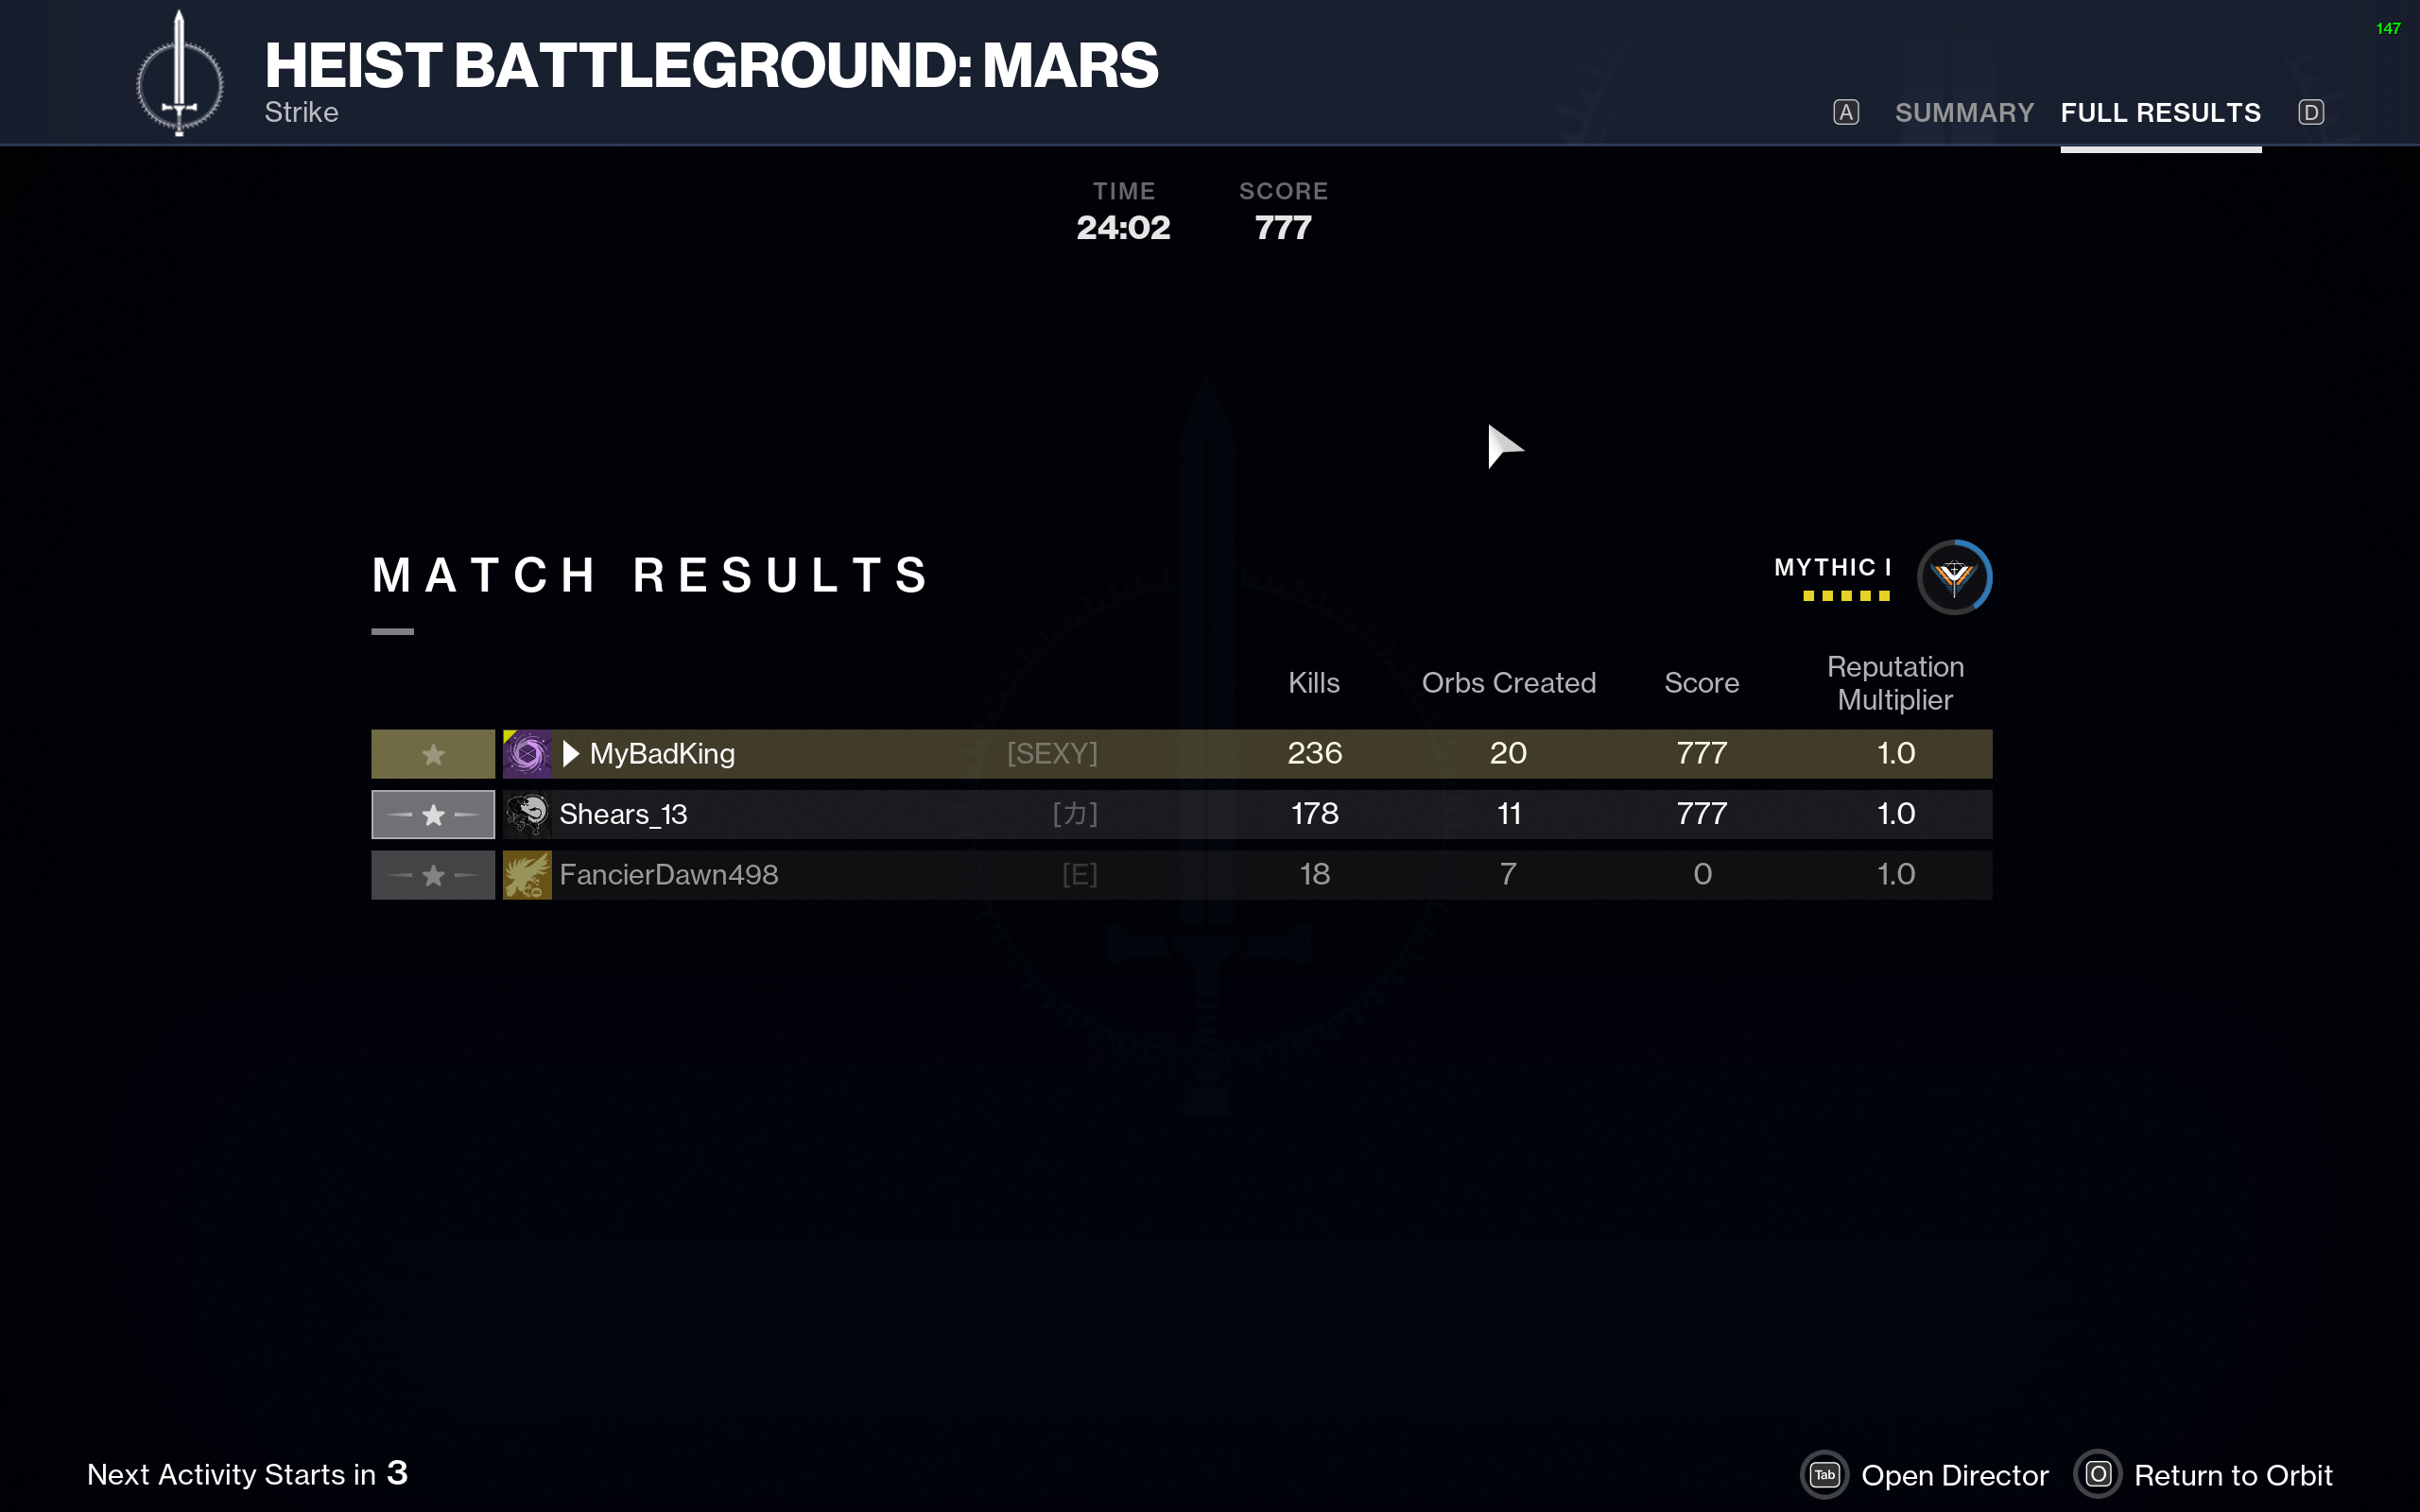 147
HEIST BATTLEGROUND: MARS
Strike
A SUMMARY FULL RESULTS D
TIME SCORE
24:02 777
MATCH RESULTS
MYTHIC I
Kills Orbs Created Score Reputation Multiplier
MyBadKing [SEXY] 236 20 777 1.0
Shears_13 [カ] 178 11 777 1.0
FancierDawn498 [E] 18 7 0 1.0
Next Activity Starts in 3
Tab Open Director O Return to Orbit